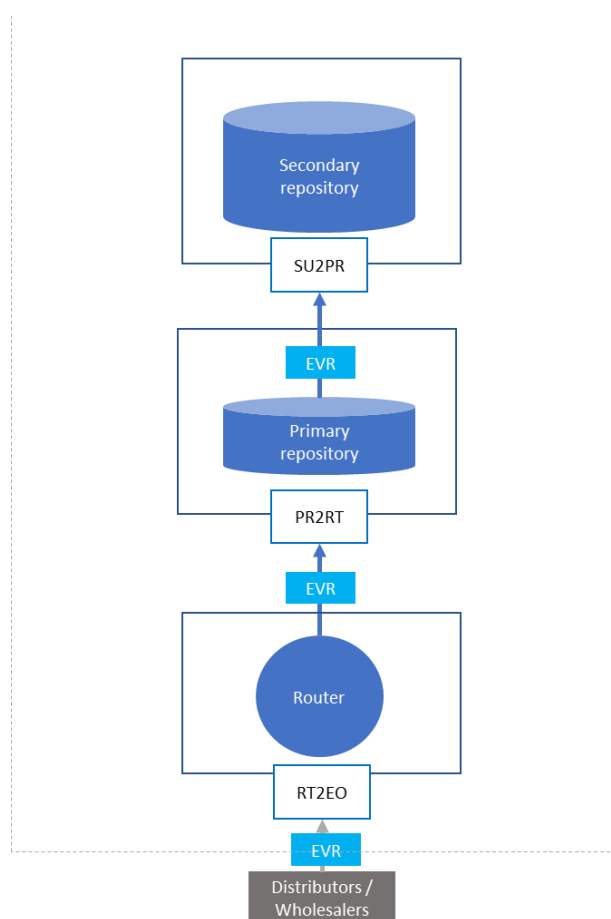 Secondary
repository
SU2PR
EVR
Primary
repository
PR2RT
EVR
Router
RT2EO
EVR
Distributors /
Wholesalers